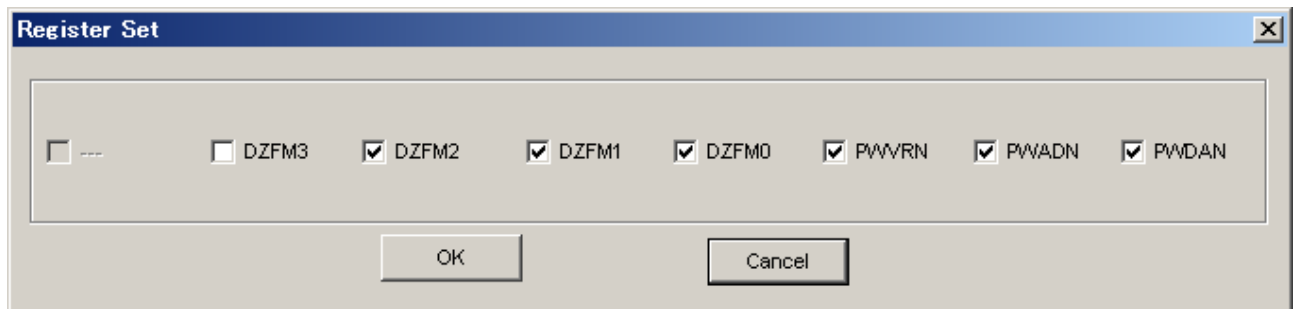 Register Set
--- DZFM3 DZFM2 DZFM1 DZFM0 PWVRN PWADN PWDAN
OK Cancel